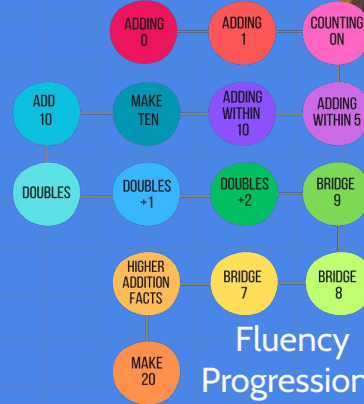 ADDING
0
ADDING
1
COUNTING
ON
ADD
10
MAKE
TEN
ADDING
WITHIN
10
ADDING
WITHIN 5
DOUBLES
DOUBLES
+1
DOUBLES
+2
BRIDGE
9
HIGHER
ADDITION
FACTS
BRIDGE
7
BRIDGE
8
MAKE
20
Fluency
Progression